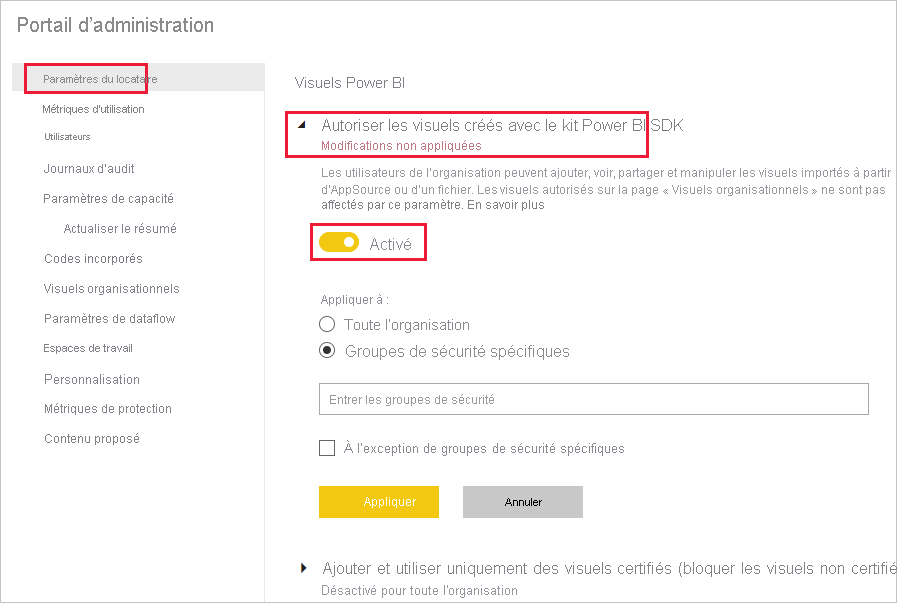 Portail d'administration
Paramètres du locataire
Métriques d'utilisation
Utilisateurs
Journaux d'audit
Paramètres de capacité
Actualiser le résumé
Codes incorporés
Visuels organisationnels
Paramètres de dataflow
Espaces de travail
Personnalisation
Métriques de protection
Contenu proposé
Visuels Power BI
Autoriser les visuels créés avec le kit Power BI SDK
Modifications non appliquées
Les utilisateurs de l'organisation peuvent ajouter, voir, partager et manipuler les visuels importés à partir
d'AppSource ou d'un fichier. Les visuels autorisés sur la page « Visuels organisationnels » ne sont pas
affectés par ce paramètre. En savoir plus
Activé
Appliquer à :
Toute l'organisation
Groupes de sécurité spécifiques
Entrer les groupes de sécurité
À l'exception de groupes de sécurité spécifiques
Appliquer
Annuler
Ajouter et utiliser uniquement des visuels certifiés (bloquer les visuels non certifié
Désactivé pour toute l'organisation